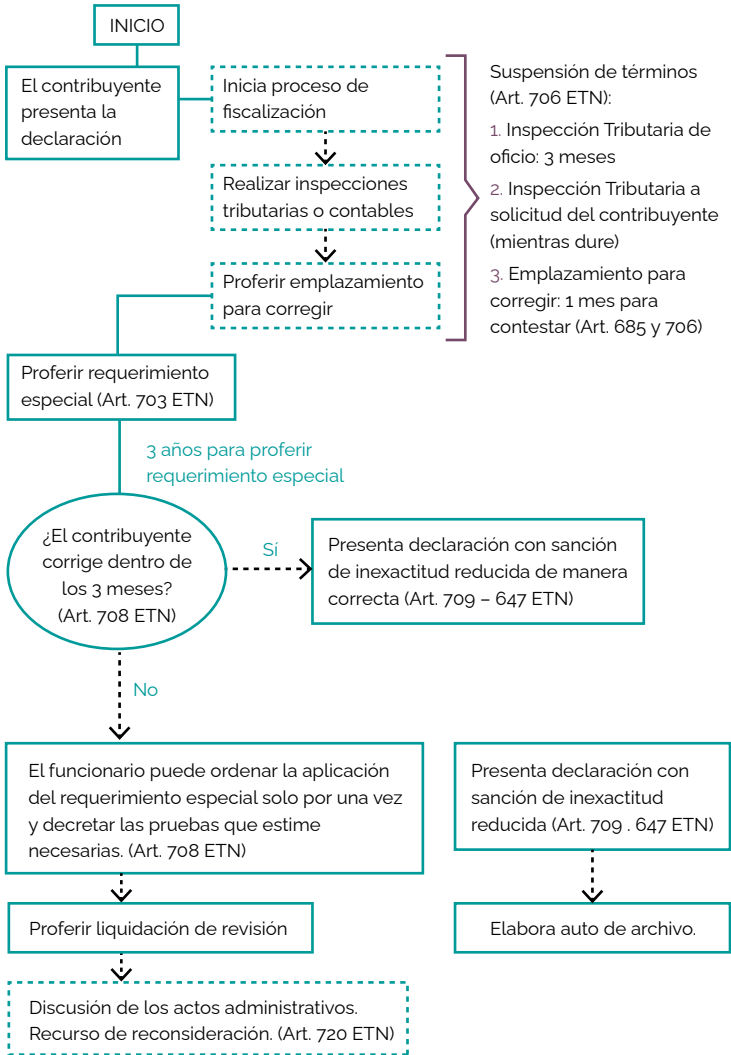 INICIO
El contribuyente
presenta la
declaración
Inicia proceso de
fiscalización
Realizar inspecciones
tributarias o contables
Proferir emplazamiento
para corregir
Suspensión de términos
(Art. 706 ETN):
1. Inspección Tributaria de
oficio: 3 meses
2. Inspección Tributaria a
solicitud del contribuyente
(mientras dure)
3. Emplazamiento para
corregir: 1 mes para
contestar (Art. 685 y 706)
Proferir requerimiento
especial (Art. 703 ETN)
3 años para proferir
requerimiento especial
¿El contribuyente
corrige dentro de
los 3 meses?
(Art. 708 ETN)
Sí
Presenta declaración con sanción
de inexactitud reducida de manera
correcta (Art. 709 – 647 ETN)
No
El funcionario puede ordenar la aplicación
del requerimiento especial solo por una vez
y decretar las pruebas que estime
necesarias. (Art. 708 ETN)
Presenta declaración con
sanción de inexactitud
reducida (Art. 709 . 647 ETN)
Proferir liquidación de revisión
Elabora auto de archivo.
Discusión de los actos administrativos.
Recurso de reconsideración. (Art. 720 ETN)